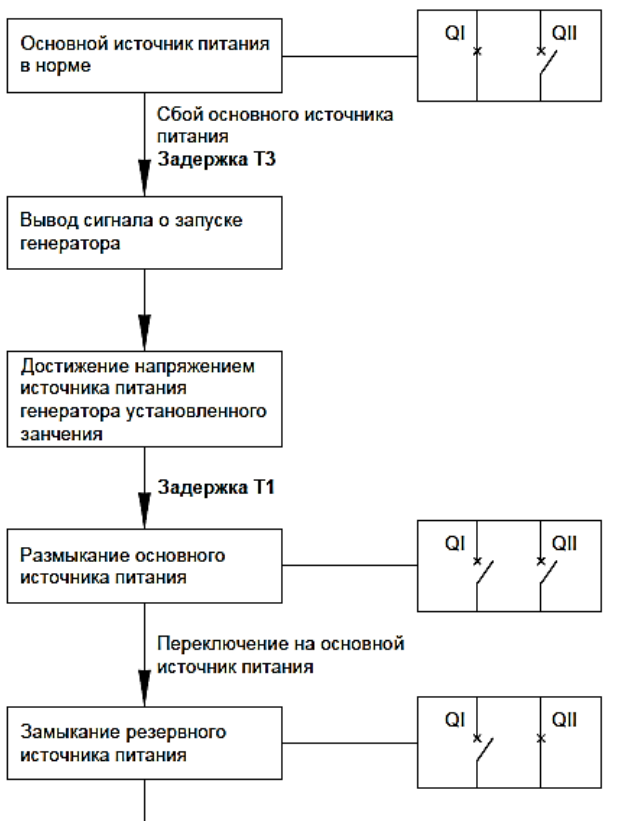 Основной источник питания
в норме
QI
QII
Сбой основного источника
питания
Задержка T3
Вывод сигнала о запуске
генератора
Достижение напряжением
источника питания
генератора установленного
занчения
Задержка T1
Размыкание основного
источника питания
QI
QII
Переключение на основной
источник питания
Замыкание резервного
источника питания
QI
QII